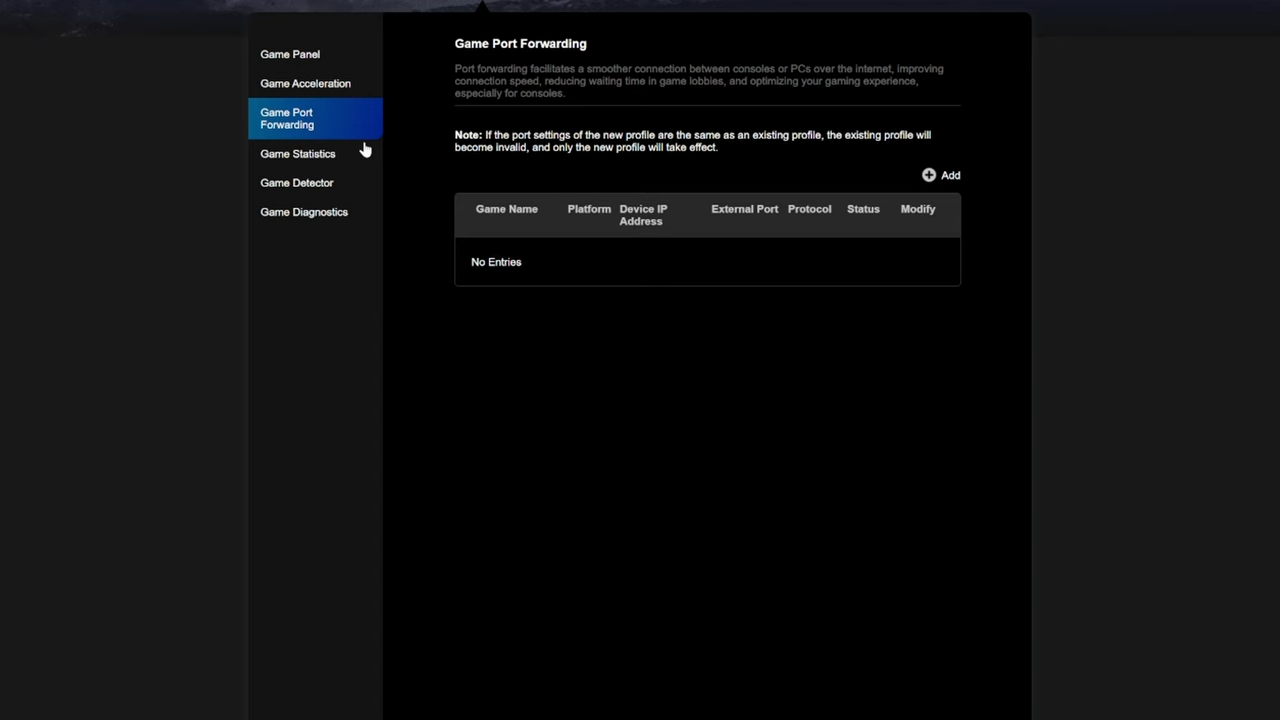 Game Panel
Game Acceleration
Game Port
Forwarding
Game Statistics
Game Detector
Game Diagnostics
Game Port Forwarding
Port forwarding facilitates a smoother connection between consoles or PCs over the internet, improving
connection speed, reducing waiting time in game lobbies, and optimizing your gaming experience,
especially for consoles.
Note: If the port settings of the new profile are the same as an existing profile, the existing profile will
become invalid, and only the new profile will take effect.
Add
Game Name Platform Device IP External Port Protocol Status Modify
Address
No Entries